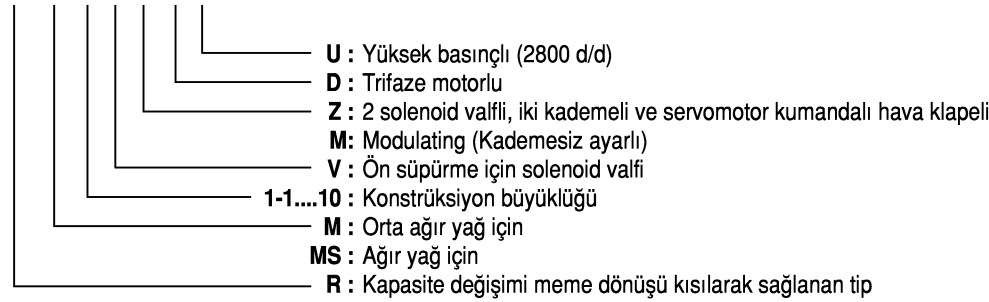 U : Yüksek basınçlı (2800 d/d)
D : Trifaze motorlu
Z : 2 solenoid valfli, iki kademeli ve servomotor kumandalı hava klapeli
M: Modulating (Kademesiz ayarlı)
V : Ön süpürme için solenoid valfi
1-1....10 : Konstrüksiyon büyüklüğü
M : Orta ağır yağ için
MS : Ağır yağ için
R : Kapasite değişimi meme dönüşü kısılarak sağlanan tip